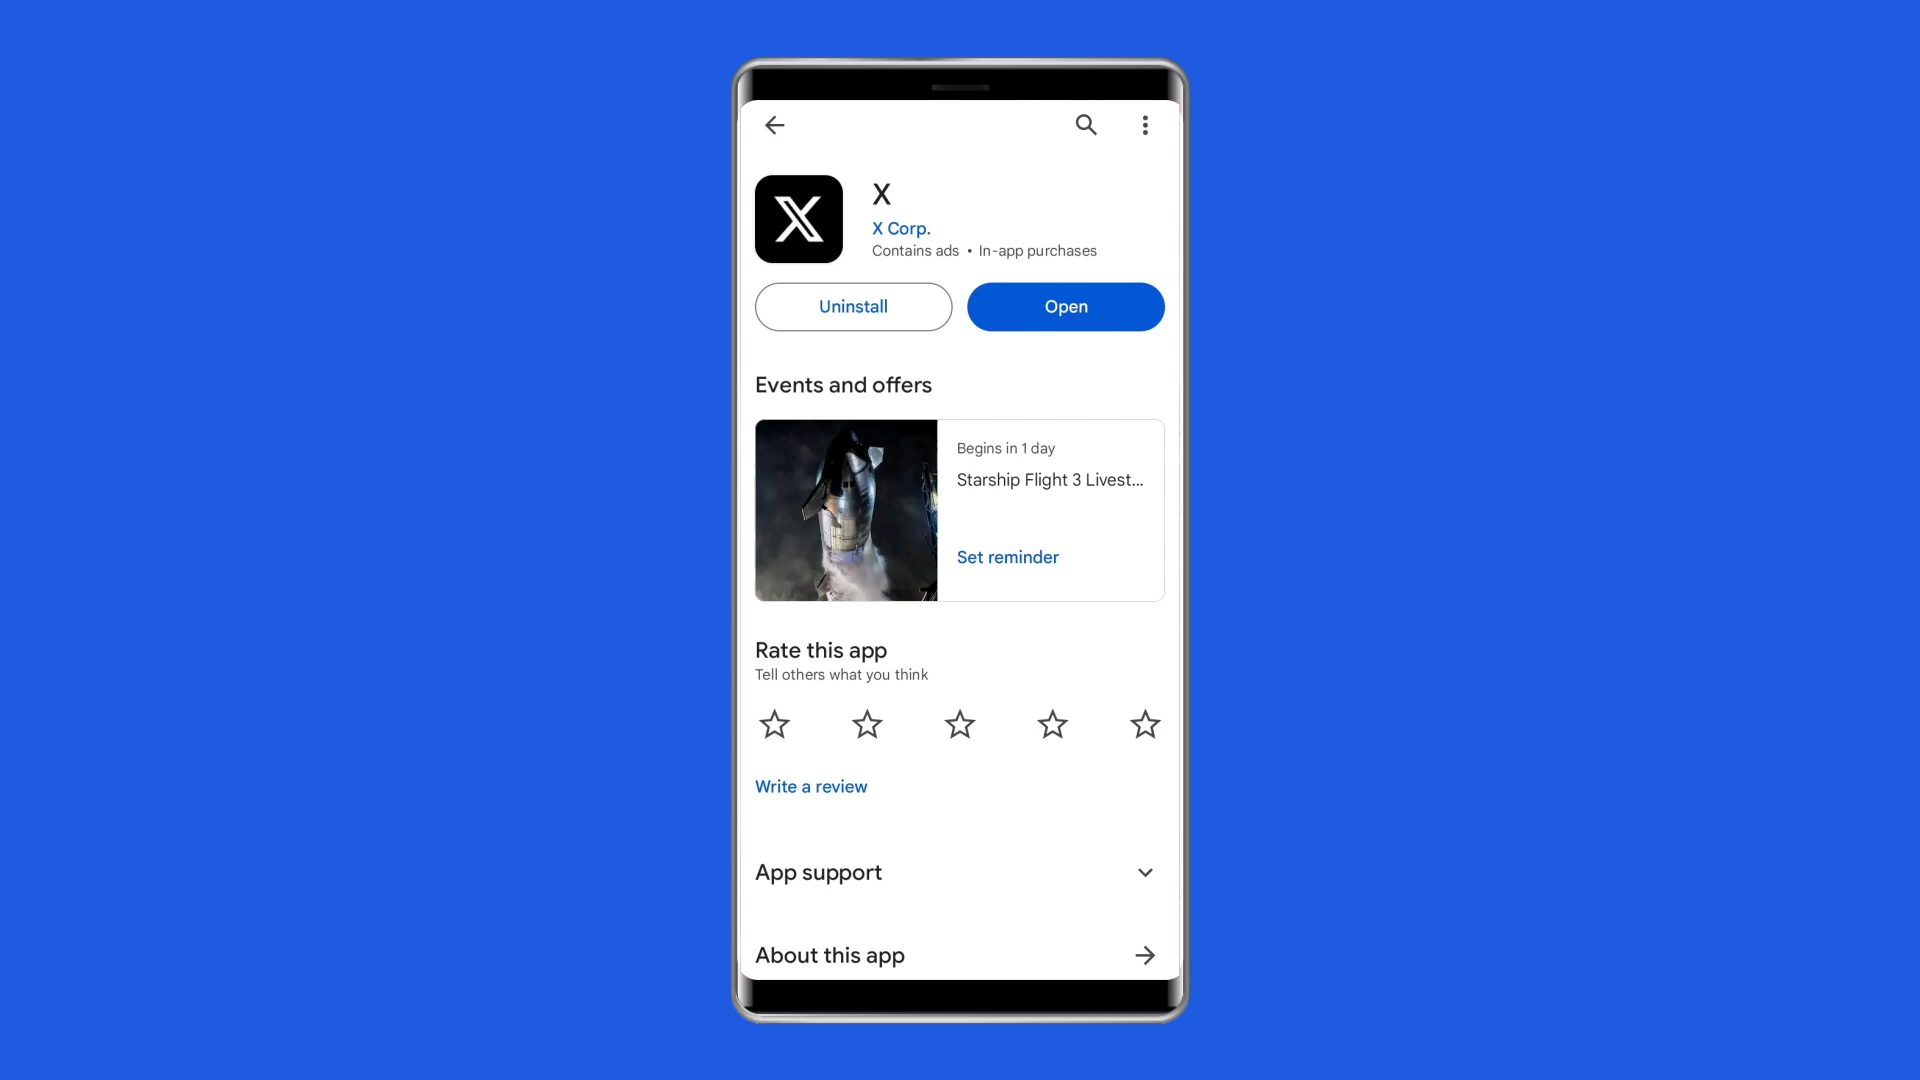 X
X Corp.
Contains ads • In-app purchases
Uninstall
Open
Events and offers
Begins in 1 day
Starship Flight 3 Livest...
Set reminder
Rate this app
Tell others what you think
Write a review
App support
About this app